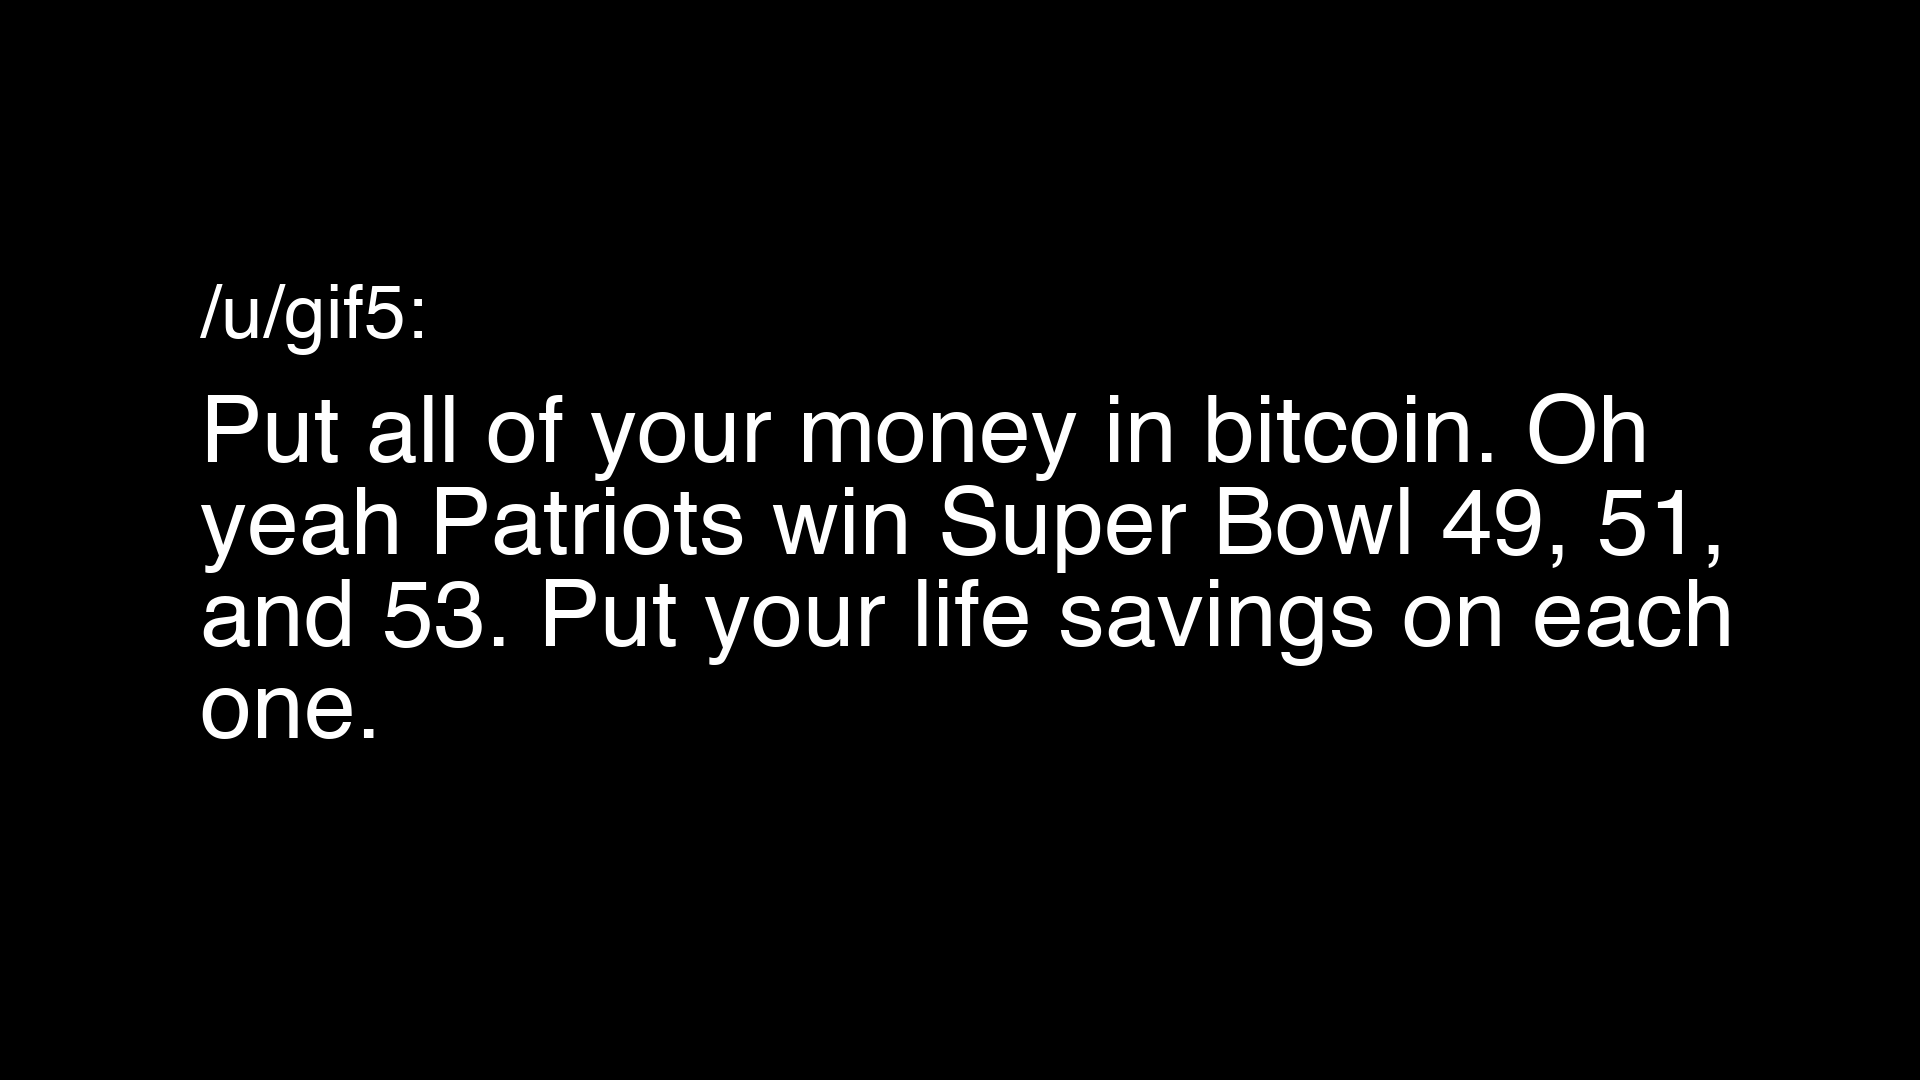 /u/gif5:
Put all of your money in bitcoin. Oh
yeah Patriots win Super Bowl 49, 51,
and 53. Put your life savings on each
one.